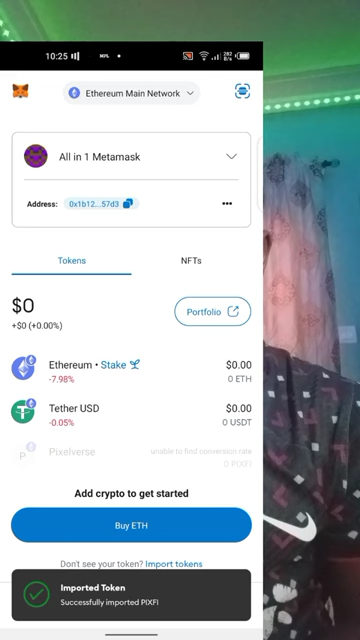 10:25
282
B/s
Ethereum Main Network
All in 1 Metamask
Address: 0x1b12...57d3
Tokens
NFTs
$0
+$0 (+0.00%)
Portfolio
Ethereum • Stake
$0.00
-7.98%
0 ETH
Tether USD
$0.00
-0.05%
0 USDT
P
Pixelverse
unable to find conversion rate
0 PIXFI
Add crypto to get started
Buy ETH
Don't see your token? Import tokens
Imported Token
Successfully imported PIXFI